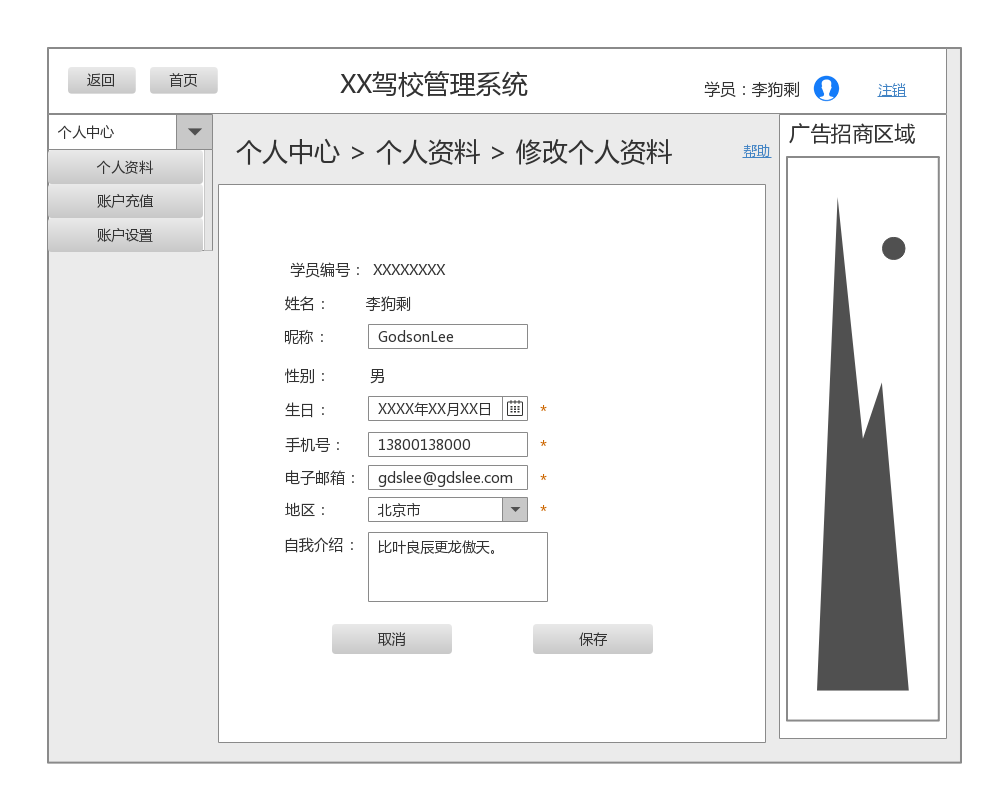 返回
首页
XX驾校管理系统
学员：李狗剩
注销
个人中心
个人资料
账户充值
账户设置
个人中心 > 个人资料 > 修改个人资料
帮助
广告招商区域
学员编号： XXXXXXXX
姓名： 李狗剩
昵称： GodsonLee
性别： 男
生日： XXXX年XX月XX日 *
手机号： 13800138000 *
电子邮箱： gdslee@gdslee.com *
地区： 北京市 *
自我介绍： 比叶良辰更龙傲天。
取消
保存